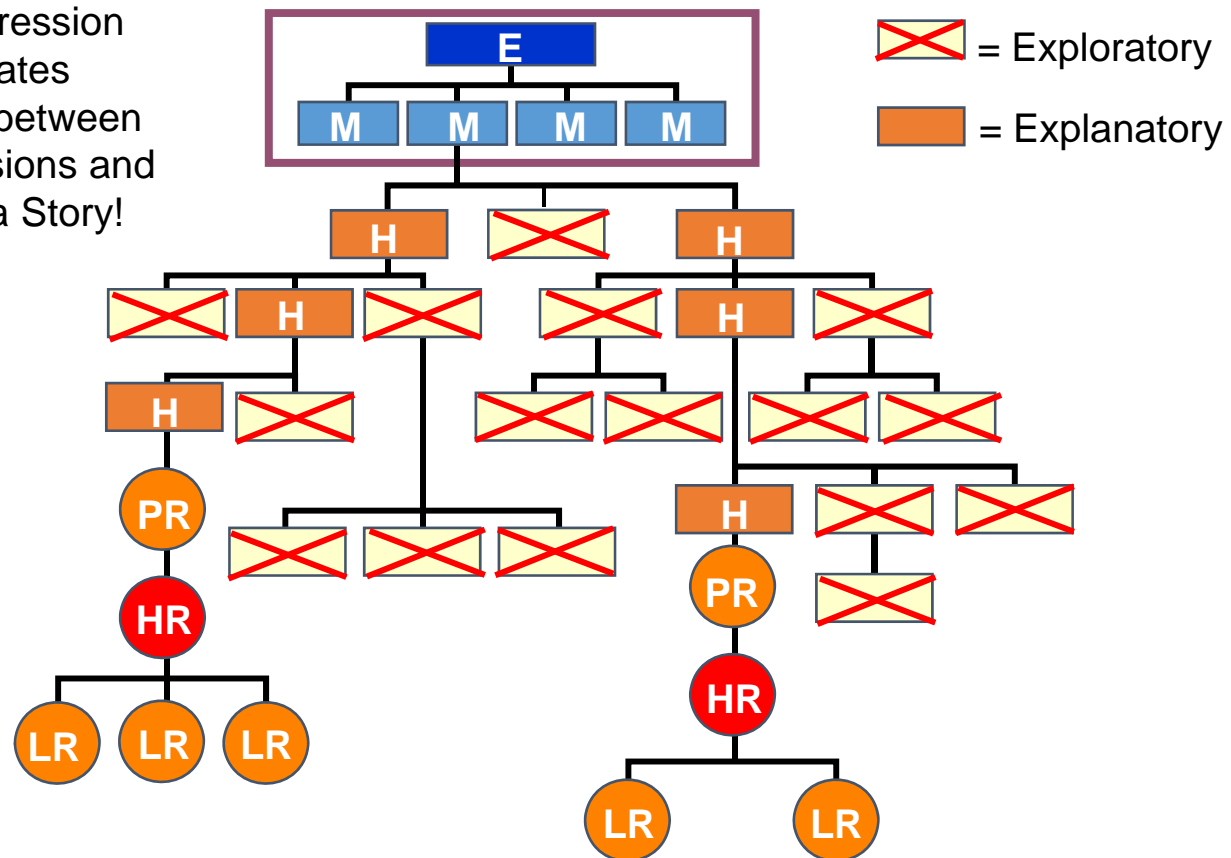 ression
ates
between
sions and
a Story!
E
M M M M
= Exploratory
= Explanatory
H H
H H
H
PR
H
HR
PR
LR LR LR
HR
LR LR